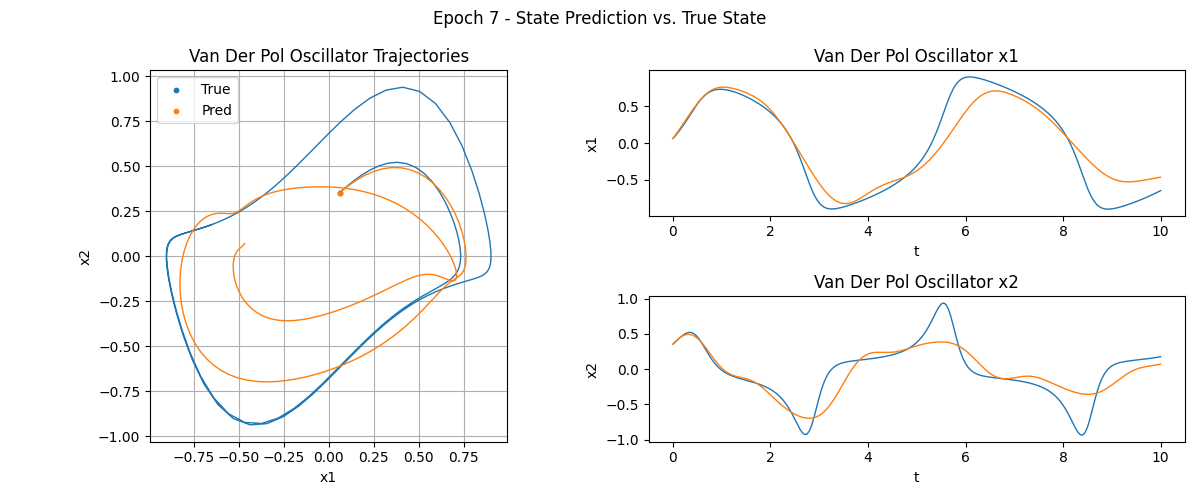 Epoch 7 - State Prediction vs. True State
Van Der Pol Oscillator Trajectories
True
Pred
1.00
0.75
0.50
0.25
0.00
−0.25
−0.50
−0.75
−1.00
x2
−0.75 −0.50 −0.25 0.00 0.25 0.50 0.75
x1
Van Der Pol Oscillator x1
0.5
0.0
−0.5
x1
0 2 4 6 8 10
t
Van Der Pol Oscillator x2
1.0
0.5
0.0
−0.5
−1.0
x2
0 2 4 6 8 10
t